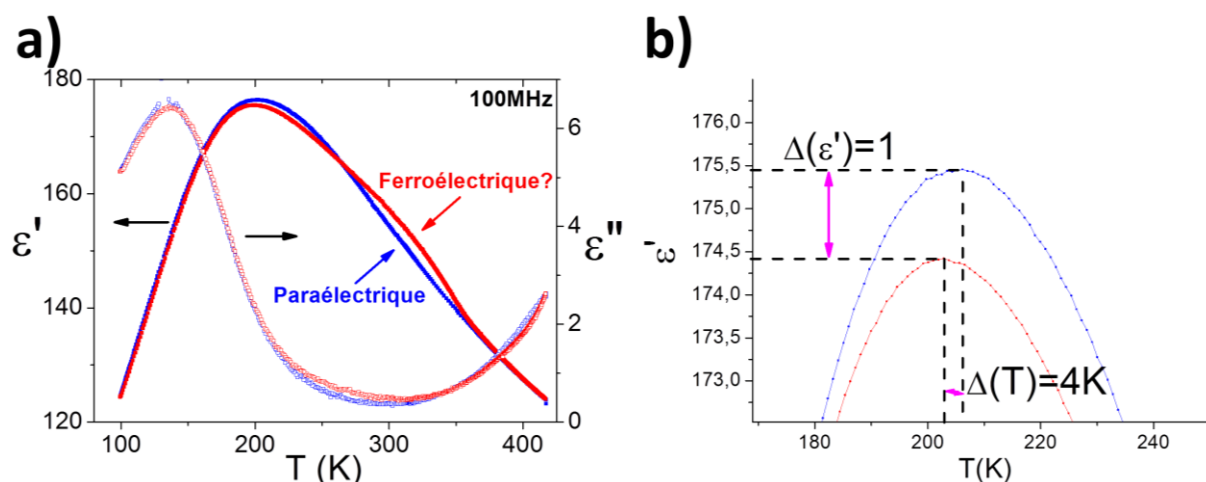 a)
180
160
140
120
ε'
100
200
300
400
T (K)
100MHz
Ferroélectrique?
Paraélectrique
6
4
2
0
ε"
b)
176,0
175,5
175,0
174,5
174,0
173,5
173,0
ε'
Δ(ε')=1
Δ(T)=4K
180
200
220
240
T(K)